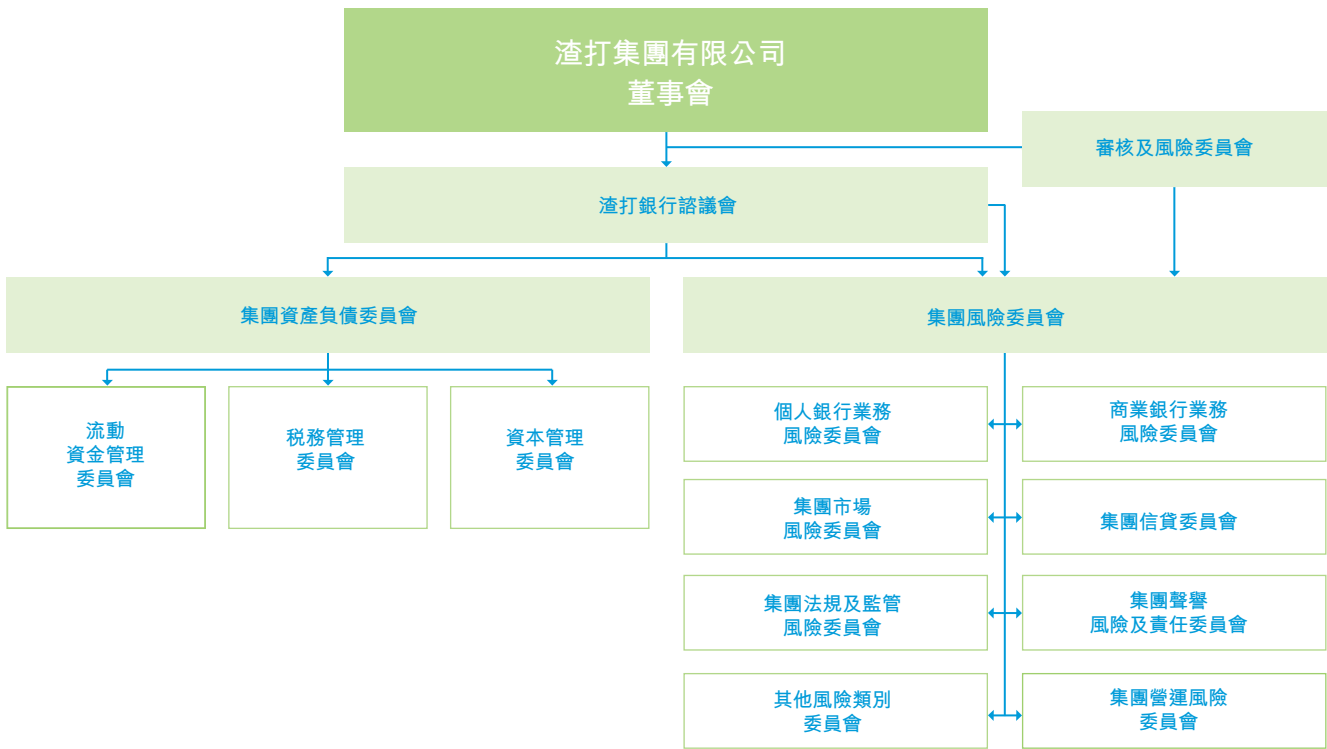 渣打集團有限公司
董事會
審核及風險委員會
渣打銀行諮議會
集團資產負債委員會
集團風險委員會
流動
資金管理
委員會
税務管理
委員會
資本管理
委員會
個人銀行業務
風險委員會
商業銀行業務
風險委員會
集團市場
風險委員會
集團信貸委員會
集團法規及監管
風險委員會
集團聲譽
風險及責任委員會
其他風險類別
委員會
集團營運風險
委員會